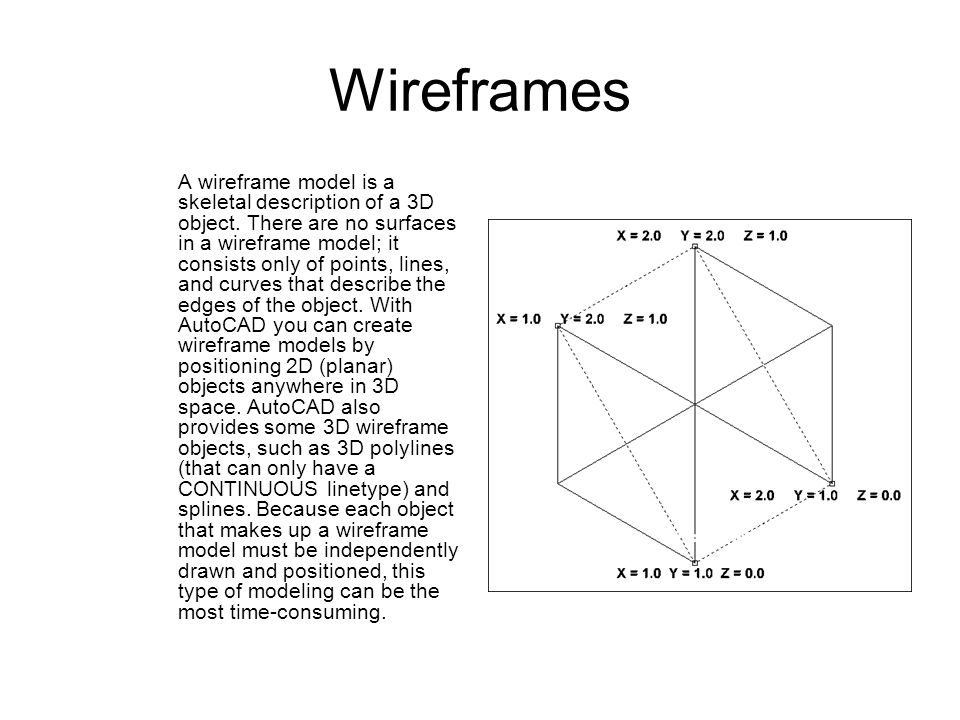 Wireframes
A wireframe model is a
skeletal description of a 3D
object. There are no surfaces
in a wireframe model; it
consists only of points, lines,
and curves that describe the
edges of the object. With
AutoCAD you can create
wireframe models by
positioning 2D (planar)
objects anywhere in 3D
space. AutoCAD also
provides some 3D wireframe
objects, such as 3D polylines
(that can only have a
CONTINUOUS linetype) and
splines. Because each object
that makes up a wireframe
model must be independently
drawn and positioned, this
type of modeling can be the
most time-consuming.
X = 2.0 Y = 2.0 Z = 1.0
X = 1.0 Y = 2.0 Z = 1.0
X = 2.0 Y = 1.0 Z = 0.0
X = 1.0 Y = 1.0 Z = 0.0